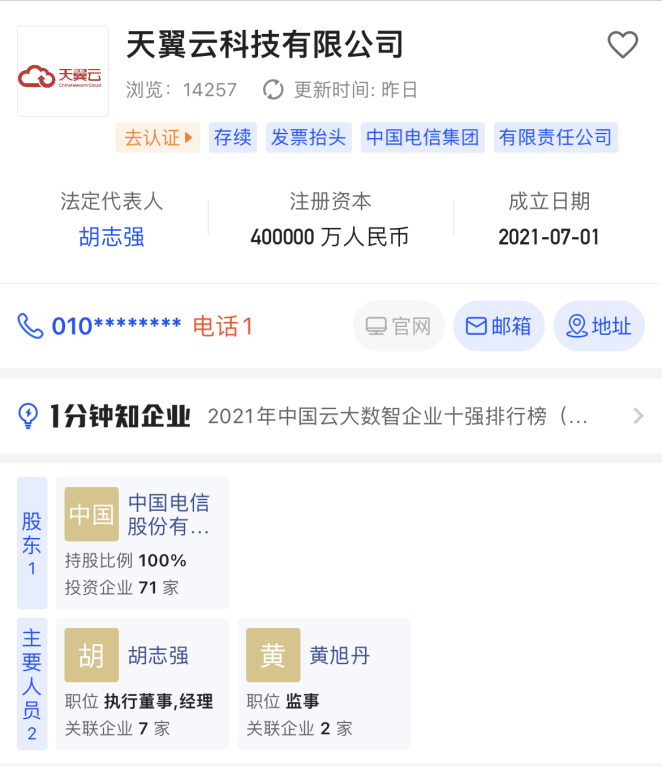 天翼云科技有限公司
天翼云
Chinatelecom Cloud
浏览：14257 更新时间: 昨日
去认证 存续 发票抬头 中国电信集团 有限责任公司
法定代表人 注册资本 成立日期
胡志强 400000 万人民币 2021-07-01
010******** 电话1 官网 邮箱 地址
1分钟知企业 2021年中国云大数智企业十强排行榜（...
股东1
中国 中国电信
股份有...
持股比例 100%
投资企业 71 家
主要人员2
胡 胡志强
职位 执行董事,经理
关联企业 7 家
黄 黄旭丹
职位 监事
关联企业 2 家